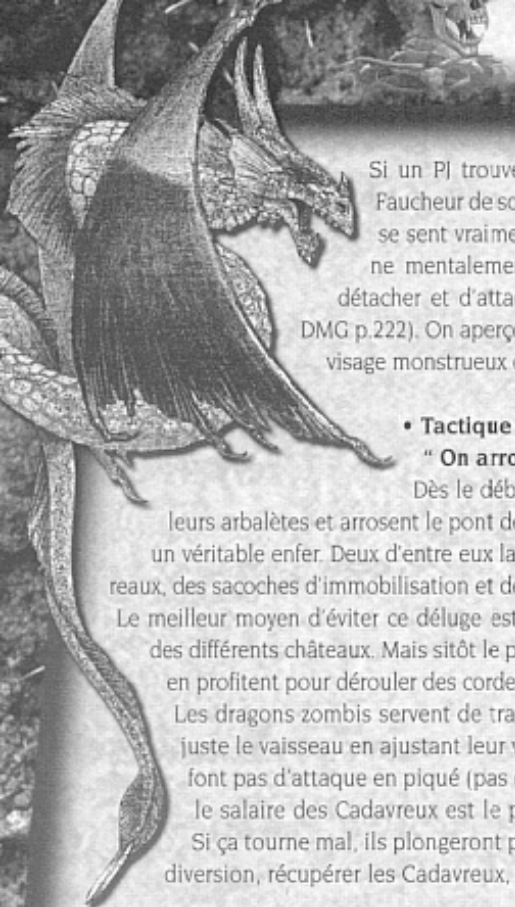 Si un PJ trouve
Faucheur de so
se sent vraime
ne mentaleme
détacher et d'atta
DMG p.222). On aperç
visage monstrueux
• Tactique
“ On arro
Dès le déb
leurs arbalètes et arrosent le pont de
un véritable enfer. Deux d'entre eux la
reaux, des sacoches d'immobilisation et de
Le meilleur moyen d'éviter ce déluge est
des différents châteaux. Mais sitôt le p
en profitent pour dérouler des corde
Les dragons zombis servent de tra
juste le vaisseau en ajustant leur v
font pas d'attaque en piqué (pas
le salaire des Cadavreux est le p
Si ça tourne mal, ils plongeront p
diversion, récupérer les Cadavreux,